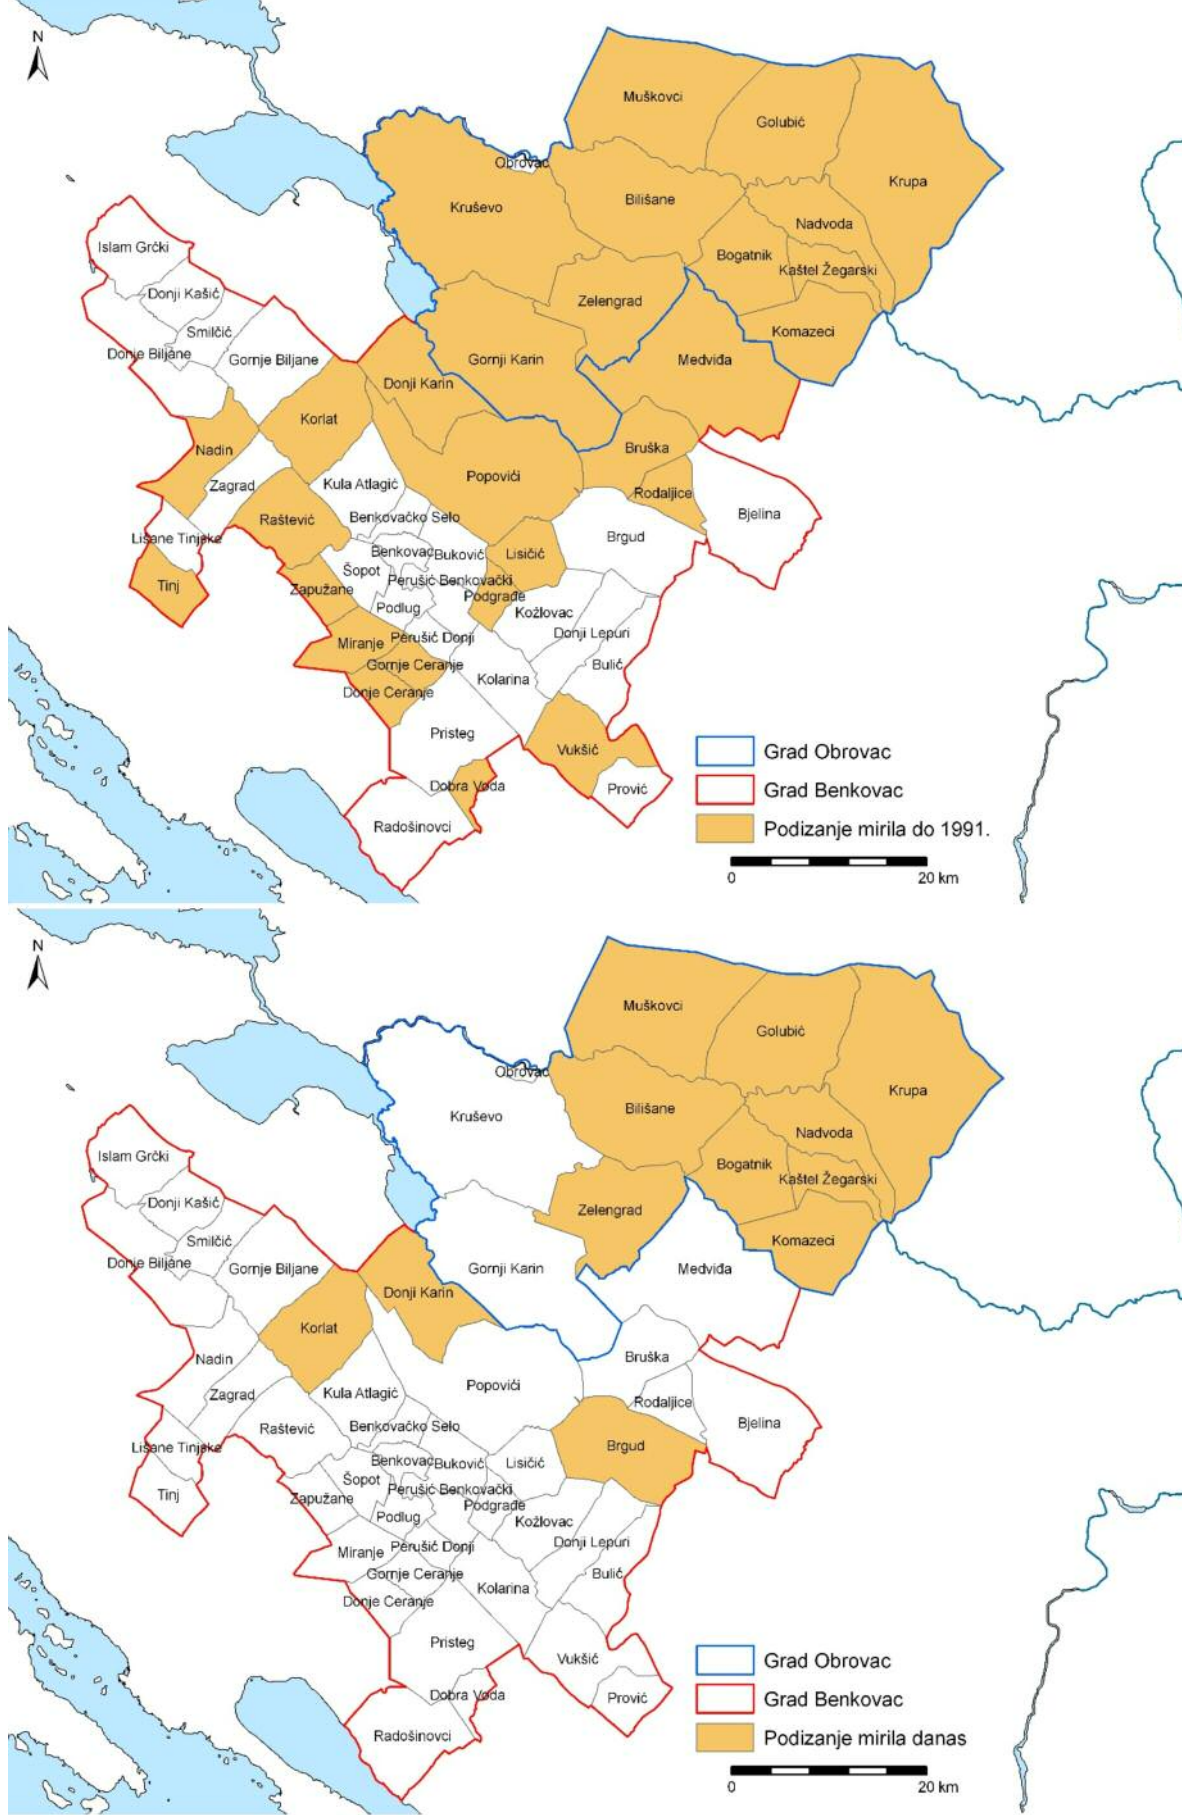 N
Muškovci
Golubić
Obrovac
Krupa
Bilišane
Kruševo
Nadvoda
Islam Grčki
Bogatnik
Kaštel Žegarski
Donji Kašić
Zelengrad
Smilčić
Komazeci
Donje Biljane
Gornje Biljane
Gornji Karin
Medviđa
Donji Karin
Korlat
Bruška
Nadin
Popovići
Zagrad
Kula Atlagić
Rodaljice
Bjelina
Raštević
Benkovačko Selo
Lišane Tinjske
Brgud
Benkovac
Buković
Lisičić
Šopot
Perušić Benkovački
Tinj
Zapužane
Podgrađe
Podlug
Kožlovac
Miranje
Perušić Donji
Donji Lepuri
Gornje Ceranje
Bulić
Kolarina
Donje Ceranje
Pristeg
Vukšić
Grad Obrovac
Dobra Voda
Prović
Grad Benkovac
Radošinovci
Podizanje mirila do 1991.
0 20 km
N
Muškovci
Golubić
Obrovac
Krupa
Bilišane
Kruševo
Nadvoda
Islam Grčki
Bogatnik
Kaštel Žegarski
Donji Kašić
Zelengrad
Smilčić
Komazeci
Donje Biljane
Gornje Biljane
Gornji Karin
Medviđa
Donji Karin
Korlat
Bruška
Nadin
Popovići
Zagrad
Kula Atlagić
Rodaljice
Bjelina
Raštević
Benkovačko Selo
Lišane Tinjske
Brgud
Benkovac
Buković
Lisičić
Šopot
Perušić Benkovački
Tinj
Zapužane
Podgrađe
Podlug
Kožlovac
Miranje
Perušić Donji
Donji Lepuri
Gornje Ceranje
Bulić
Kolarina
Donje Ceranje
Pristeg
Vukšić
Grad Obrovac
Dobra Voda
Prović
Grad Benkovac
Radošinovci
Podizanje mirila danas
0 20 km